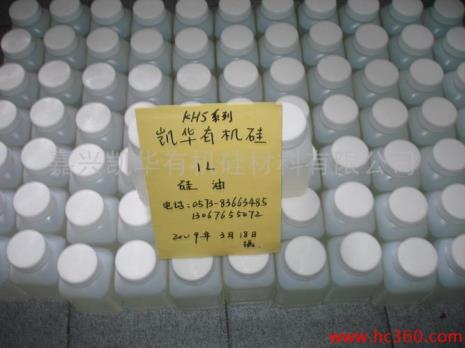 KHS系列
凯华有机硅
1L
硅油
电话:0573-83663485
13067655072
2009年3月18日
嘉兴凯华有机硅材料有限公司
www.hc360.com